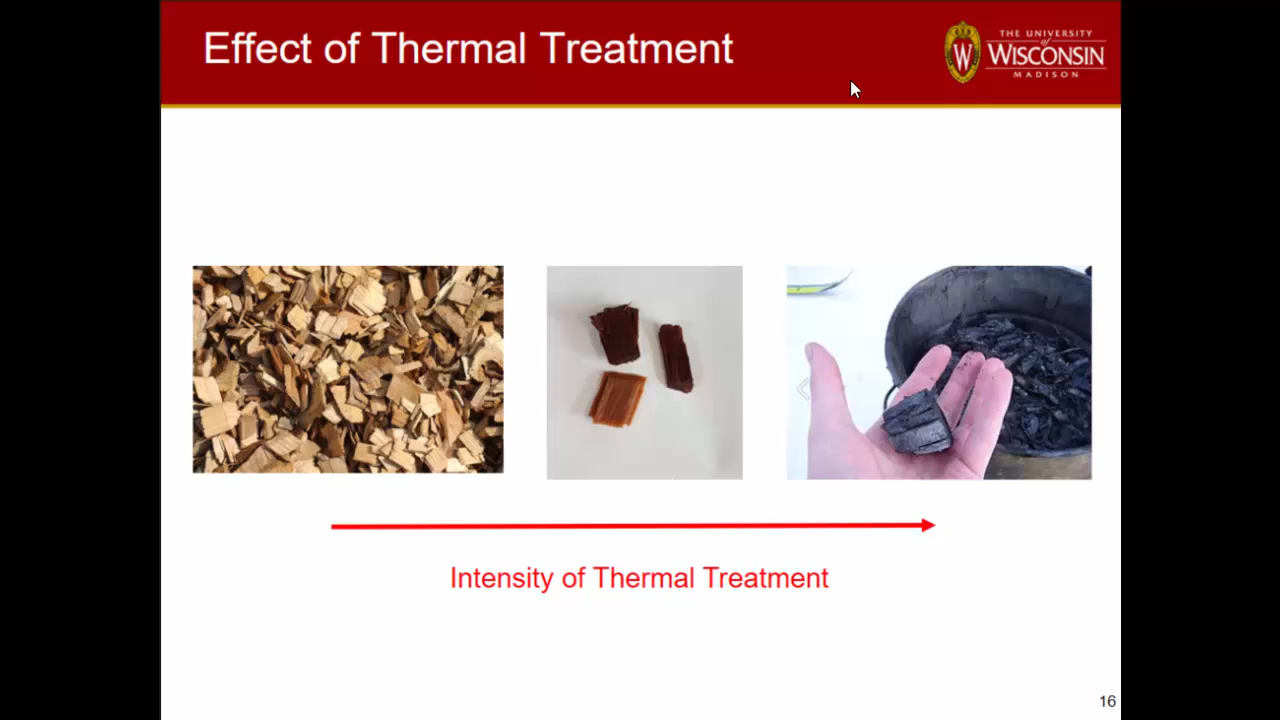 Effect of Thermal Treatment
THE UNIVERSITY
of
WISCONSIN
MADISON
W
Intensity of Thermal Treatment
16